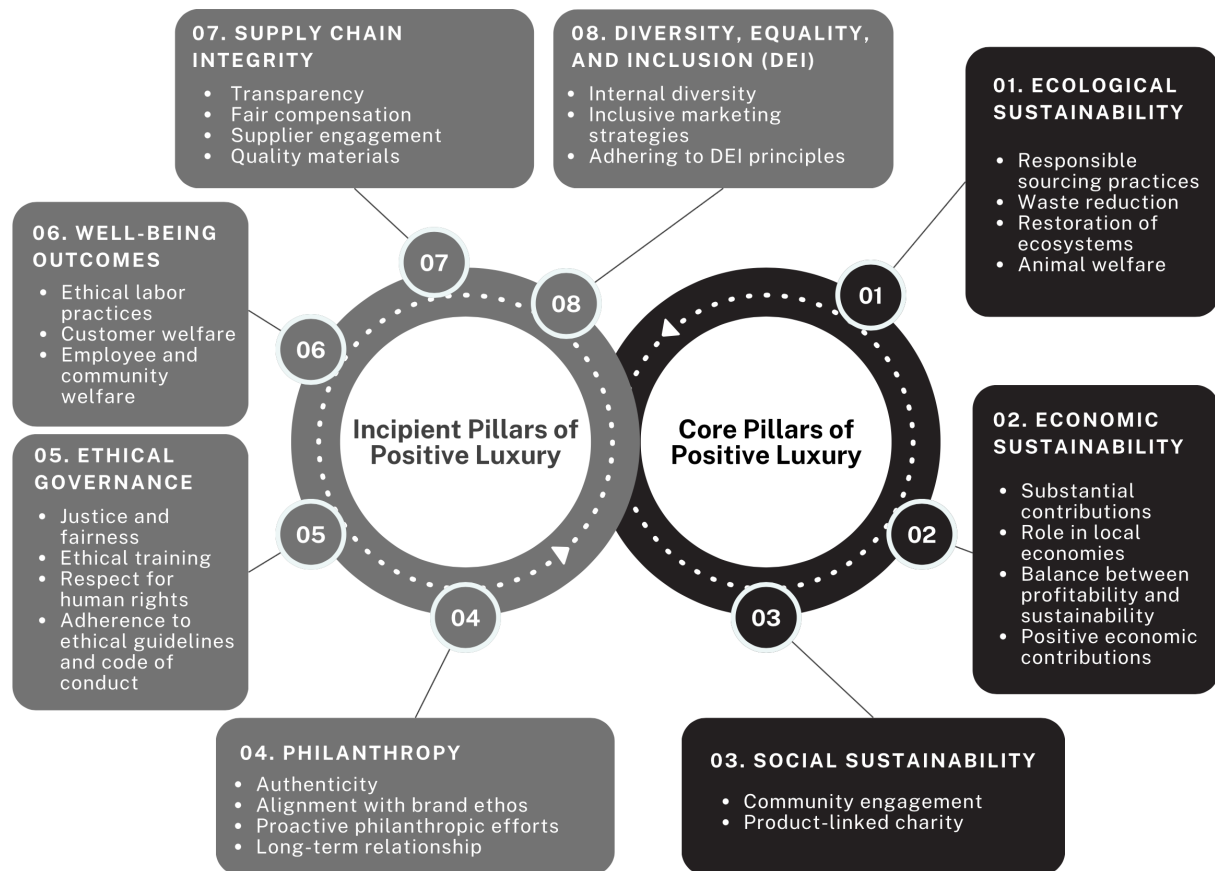 07. SUPPLY CHAIN
INTEGRITY
• Transparency
• Fair compensation
• Supplier engagement
• Quality materials
08. DIVERSITY, EQUALITY,
AND INCLUSION (DEI)
• Internal diversity
• Inclusive marketing
strategies
• Adhering to DEI principles
01. ECOLOGICAL
SUSTAINABILITY
• Responsible
sourcing practices
• Waste reduction
• Restoration of
ecosystems
• Animal welfare
06. WELL-BEING
OUTCOMES
• Ethical labor
practices
• Customer welfare
• Employee and
community
welfare
07
08
01
06
Incipient Pillars of
Positive Luxury
Core Pillars of
Positive Luxury
05
02
04
03
02. ECONOMIC
SUSTAINABILITY
• Substantial
contributions
• Role in local
economies
• Balance between
profitability and
sustainability
• Positive economic
contributions
05. ETHICAL
GOVERNANCE
• Justice and
fairness
• Ethical training
• Respect for
human rights
• Adherence to
ethical guidelines
and code of
conduct
04. PHILANTHROPY
• Authenticity
• Alignment with brand ethos
• Proactive philanthropic efforts
• Long-term relationship
03. SOCIAL SUSTAINABILITY
• Community engagement
• Product-linked charity